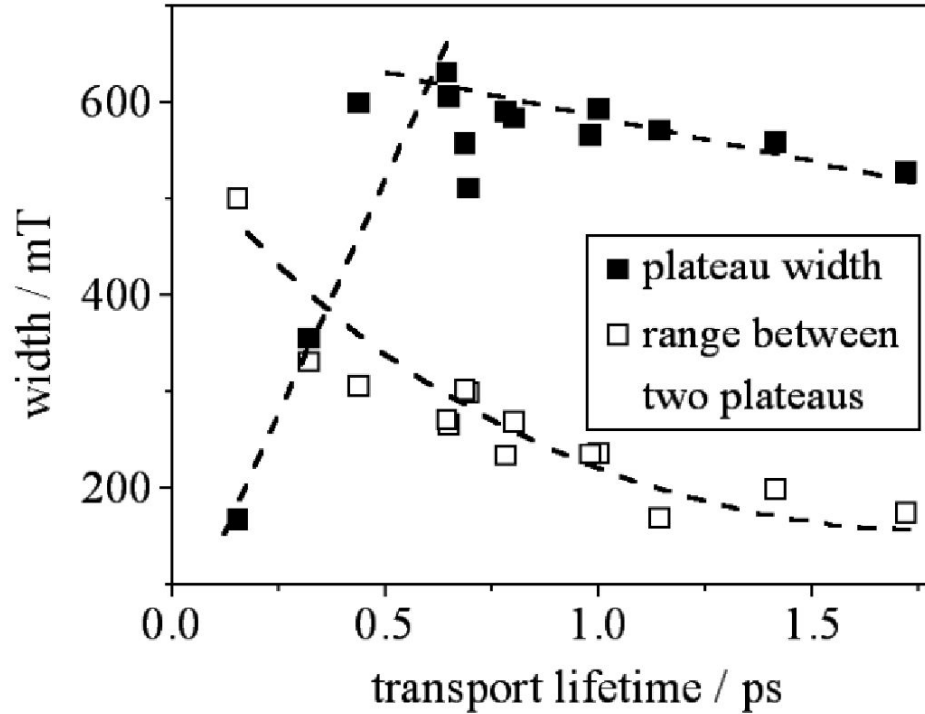 600
400
200
width / mT
plateau width
range between
two plateaus
0.0
0.5
1.0
1.5
transport lifetime / ps